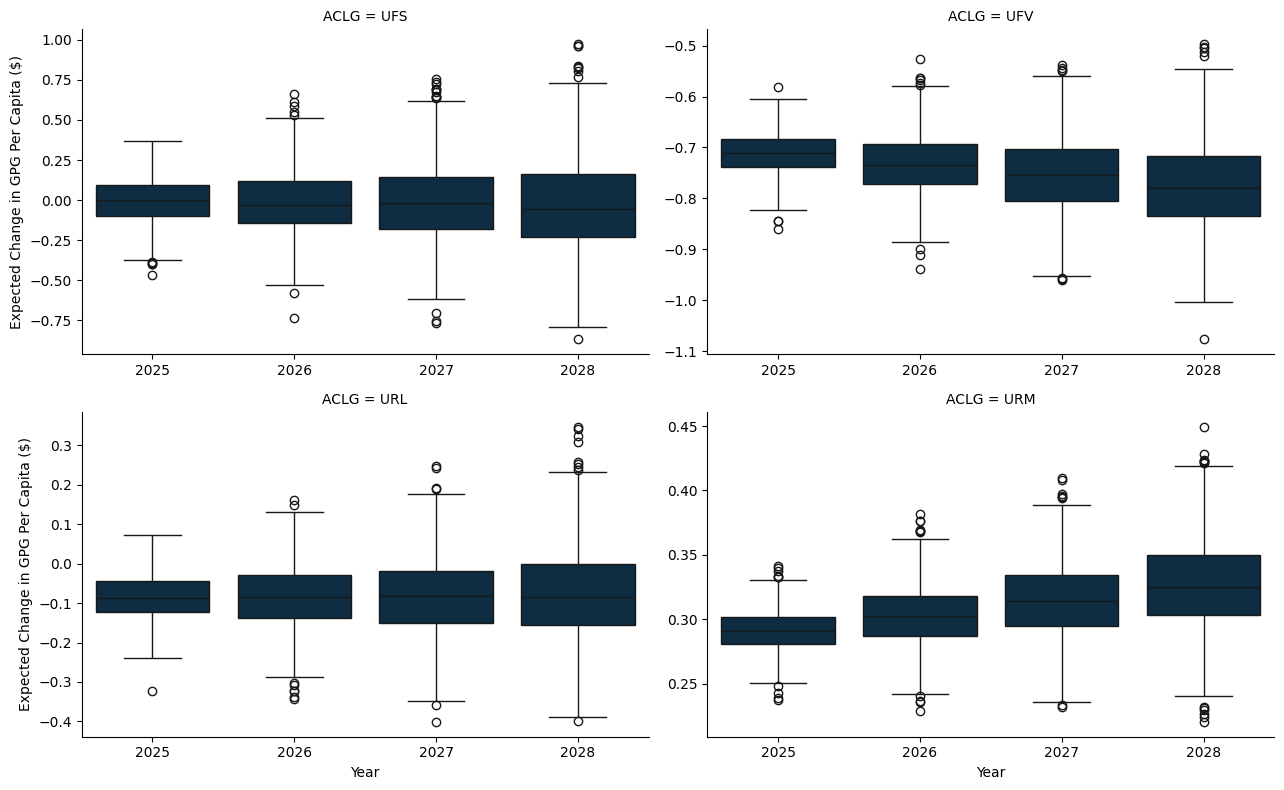 ACLG = UFS
Expected Change in GPG Per Capita ($)
1.00
0.75
0.50
0.25
0.00
−0.25
−0.50
−0.75
2025 2026 2027 2028
ACLG = UFV
−0.5
−0.6
−0.7
−0.8
−0.9
−1.0
−1.1
2025 2026 2027 2028
ACLG = URL
Expected Change in GPG Per Capita ($)
0.3
0.2
0.1
0.0
−0.1
−0.2
−0.3
−0.4
2025 2026 2027 2028
Year
ACLG = URM
0.45
0.40
0.35
0.30
0.25
2025 2026 2027 2028
Year